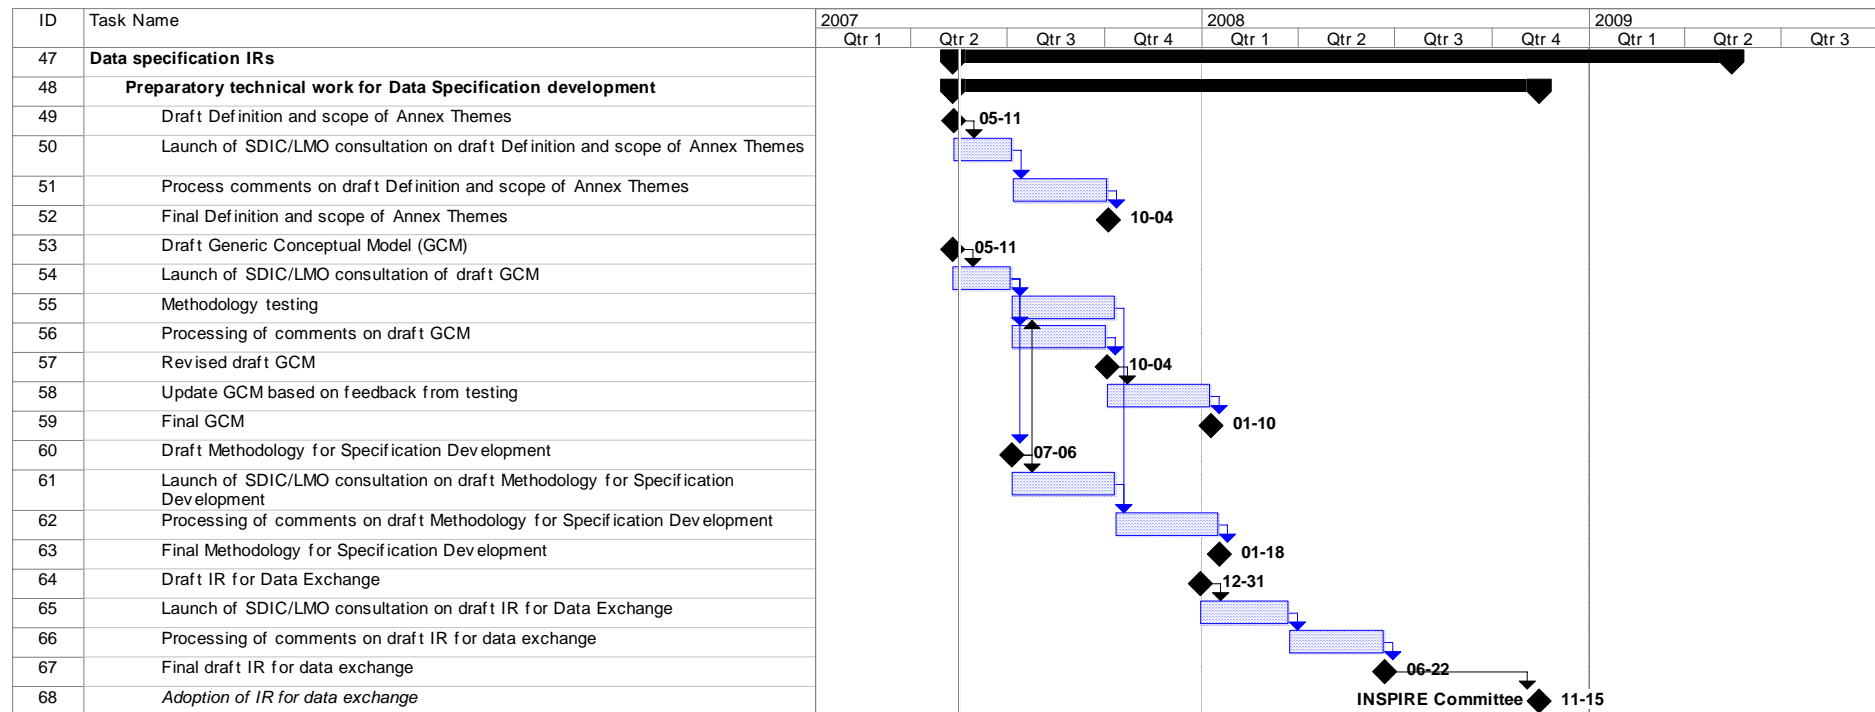 ID Task Name 2007 2008 2009
Qtr 1 Qtr 2 Qtr 3 Qtr 4 Qtr 1 Qtr 2 Qtr 3 Qtr 4 Qtr 1 Qtr 2 Qtr 3
47 Data specification IRs
48 Preparatory technical work for Data Specification development
49 Draft Definition and scope of Annex Themes 05-11
50 Launch of SDIC/LMO consultation on draft Definition and scope of Annex Themes
51 Process comments on draft Definition and scope of Annex Themes
52 Final Definition and scope of Annex Themes 10-04
53 Draft Generic Conceptual Model (GCM) 05-11
54 Launch of SDIC/LMO consultation of draft GCM
55 Methodology testing
56 Processing of comments on draft GCM
57 Revised draft GCM 10-04
58 Update GCM based on feedback from testing
59 Final GCM 01-10
60 Draft Methodology for Specification Development 07-06
61 Launch of SDIC/LMO consultation on draft Methodology for Specification
Development
62 Processing of comments on draft Methodology for Specification Development
63 Final Methodology for Specification Development 01-18
64 Draft IR for Data Exchange 12-31
65 Launch of SDIC/LMO consultation on draft IR for Data Exchange
66 Processing of comments on draft IR for data exchange
67 Final draft IR for data exchange 06-22
68 Adoption of IR for data exchange INSPIRE Committee 11-15